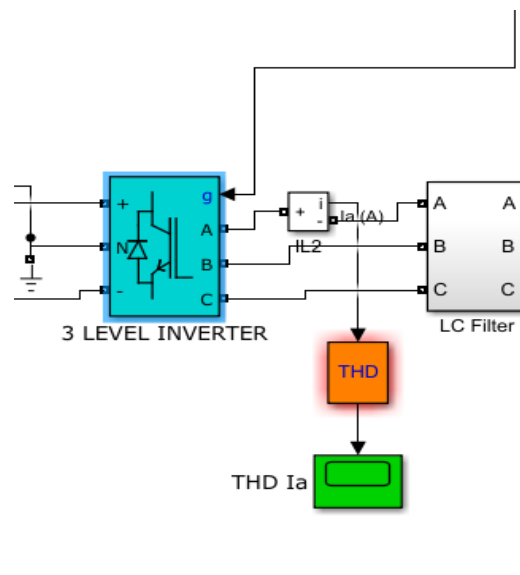 g
+
A
N
B
-
C
3 LEVEL INVERTER
+
i
-
Ia (A)
IL2
A
A
B
B
C
C
LC Filter
THD
THD Ia